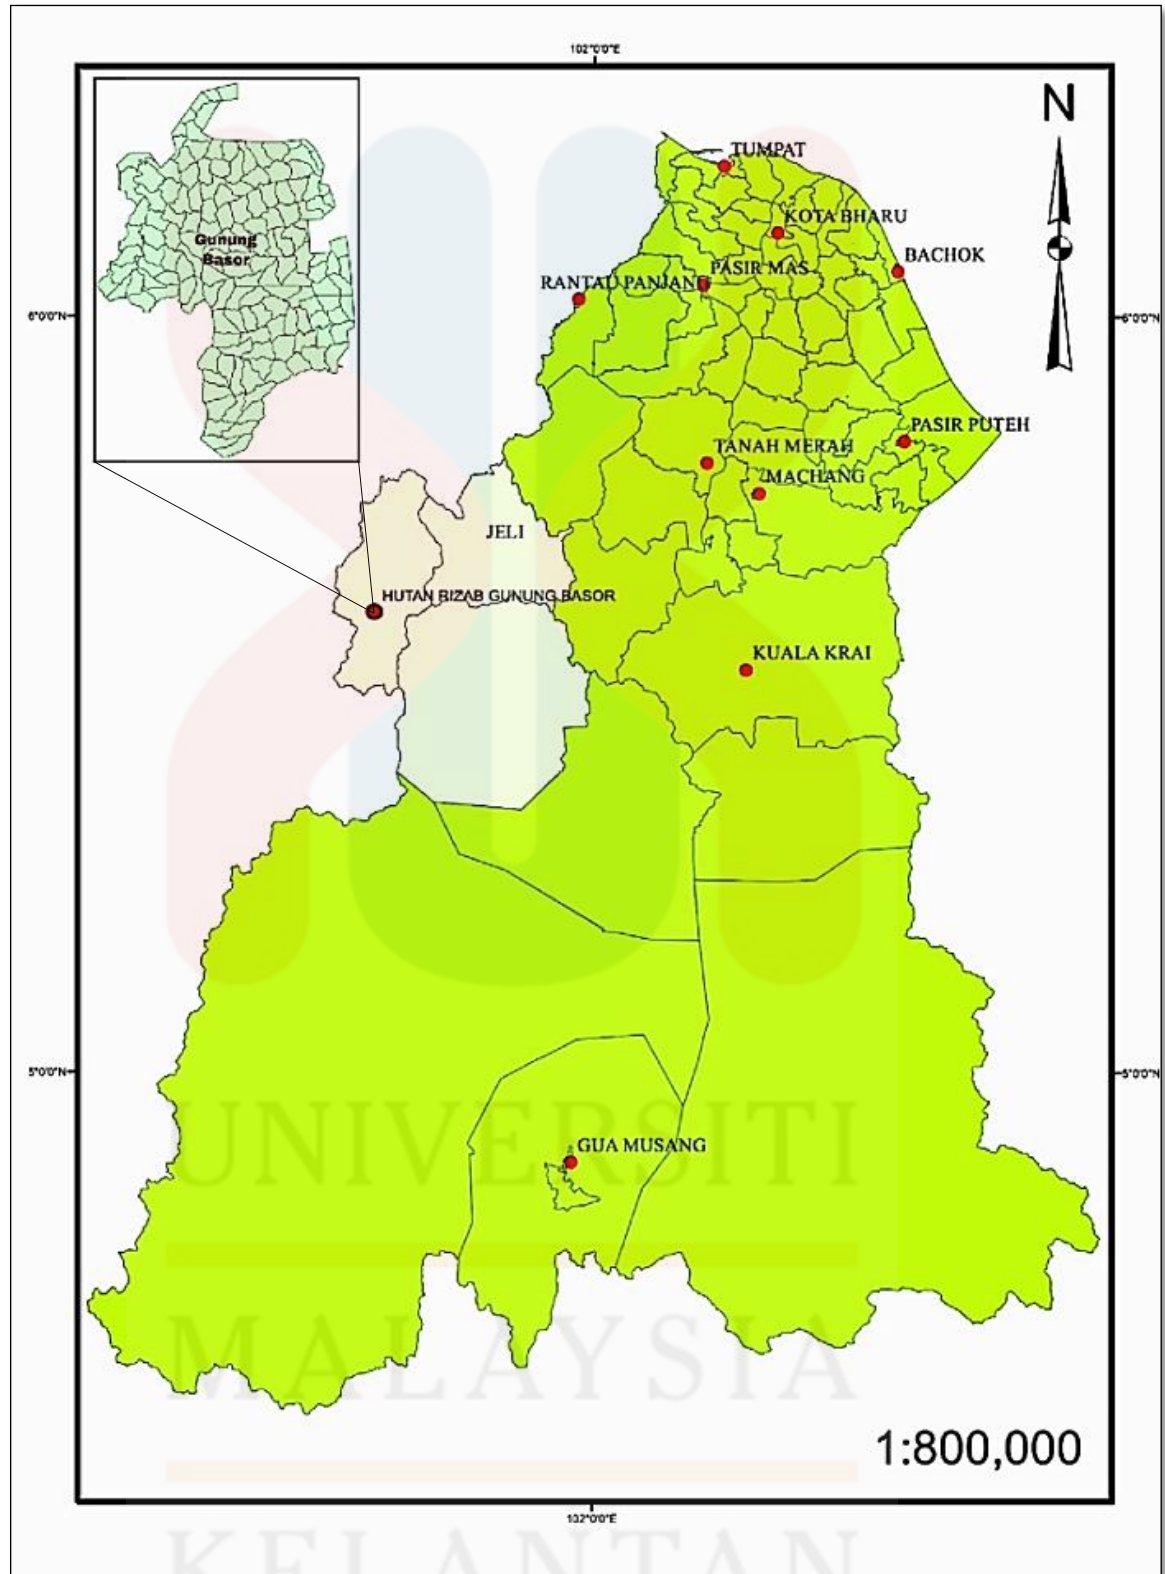 102°0'0"E
N
Gunung
Basor
TUMPAT
KOTA BHARU
BACHOK
PASIR MAS
RANTAU PANJANG
6°0'0"N
6°0'0"N
PASIR PUTEH
TANAH MERAH
MACHANG
JELI
HUTAN RIZAB GUNUNG BASOR
KUALA KRAI
5°0'0"N
5°0'0"N
UNIVERSITI
GUA MUSANG
MALAYSIA
1:800,000
102°0'0"E
KELANTAN